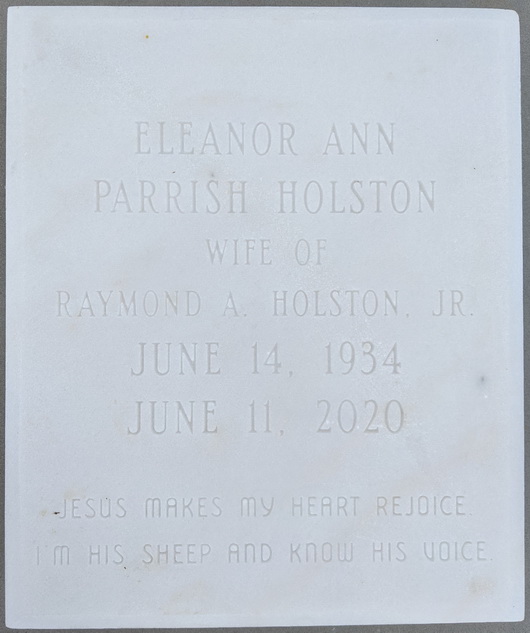 ELEANOR ANN
PARRISH HOLSTON
WIFE OF
RAYMOND A. HOLSTON, JR.
JUNE 14, 1934
JUNE 11, 2020
JESUS MAKES MY HEART REJOICE.
I'M HIS SHEEP AND KNOW HIS VOICE.